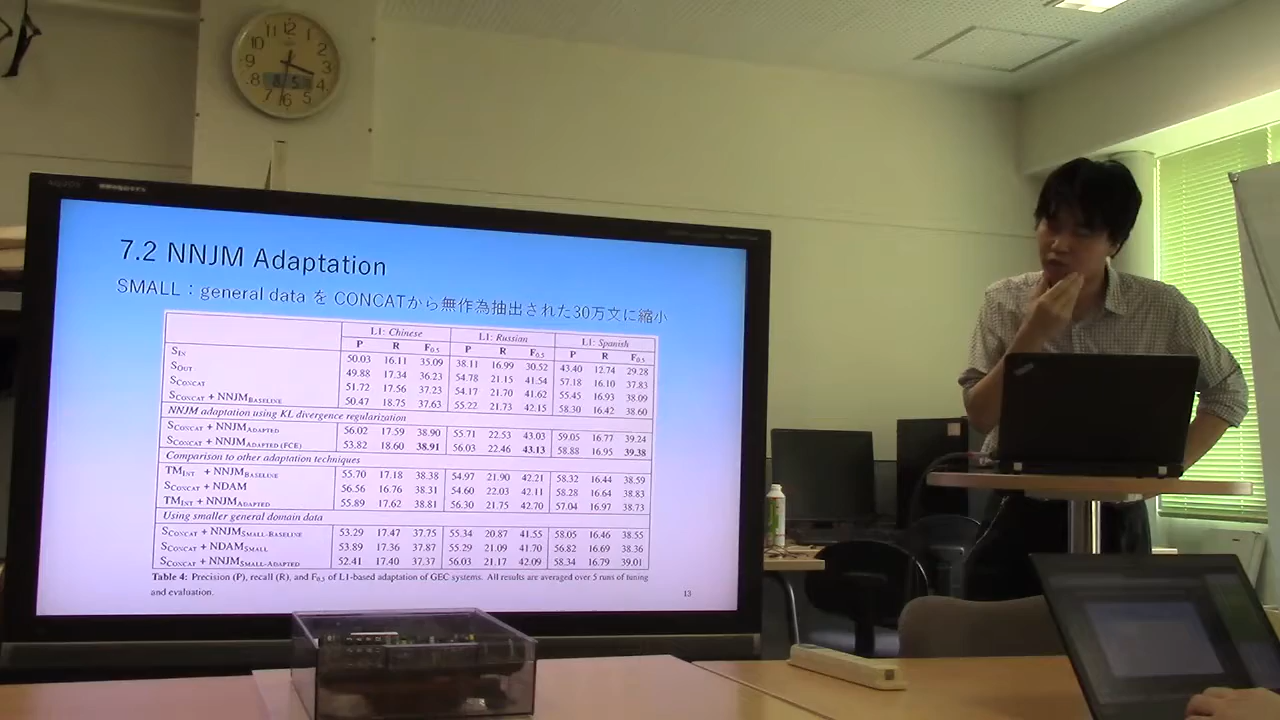 12
11
1
10
2
9
3
8
4
7
6
5
8 5
7.2 NNJM Adaptation
SMALL：general data を CONCATから無作為抽出された30万文に縮小
L1: Chinese L1: Russian L1: Spanish
P R F0.5 P R F0.5 P R F0.5
SIN 50.03 16.11 35.09 38.11 16.99 30.52 43.40 12.74 29.28
SOUT 49.88 17.34 36.23 54.78 21.15 41.54 57.18 16.10 37.83
SCONCAT 51.72 17.56 37.23 54.17 21.70 41.62 55.45 16.93 38.09
SCONCAT + NNJMBASELINE 50.47 18.75 37.63 55.22 21.73 42.15 58.30 16.42 38.60
NNJM adaptation using KL divergence regularization
SCONCAT + NNJMADAPTED 56.02 17.59 38.90 55.71 22.53 43.03 59.05 16.77 39.24
SCONCAT + NNJMADAPTED (FCE) 53.82 18.60 38.91 56.03 22.46 43.13 58.88 16.95 39.38
Comparison to other adaptation techniques
TMINT + NNJMBASELINE 55.70 17.18 38.38 54.97 21.90 42.21 58.32 16.44 38.59
SCONCAT + NDAM 56.56 16.76 38.31 54.60 22.03 42.11 58.28 16.64 38.83
TMINT + NNJMADAPTED 55.89 17.62 38.81 56.30 21.75 42.70 57.04 16.97 38.73
Using smaller general domain data
SCONCAT + NNJMSMALL-BASELINE 53.29 17.47 37.75 55.34 20.87 41.55 58.05 16.46 38.55
SCONCAT + NDAMSMALL 53.89 17.36 37.87 55.29 21.09 41.70 56.82 16.69 38.36
SCONCAT + NNJMSMALL-ADAPTED 52.41 17.40 37.37 56.03 21.17 42.09 58.34 16.96 39.01
Table 4: Precision (P), recall (R), and F0.5 of L1-based adaptation of GEC systems. All results are averaged over 5 runs of tuning
and evaluation.
13